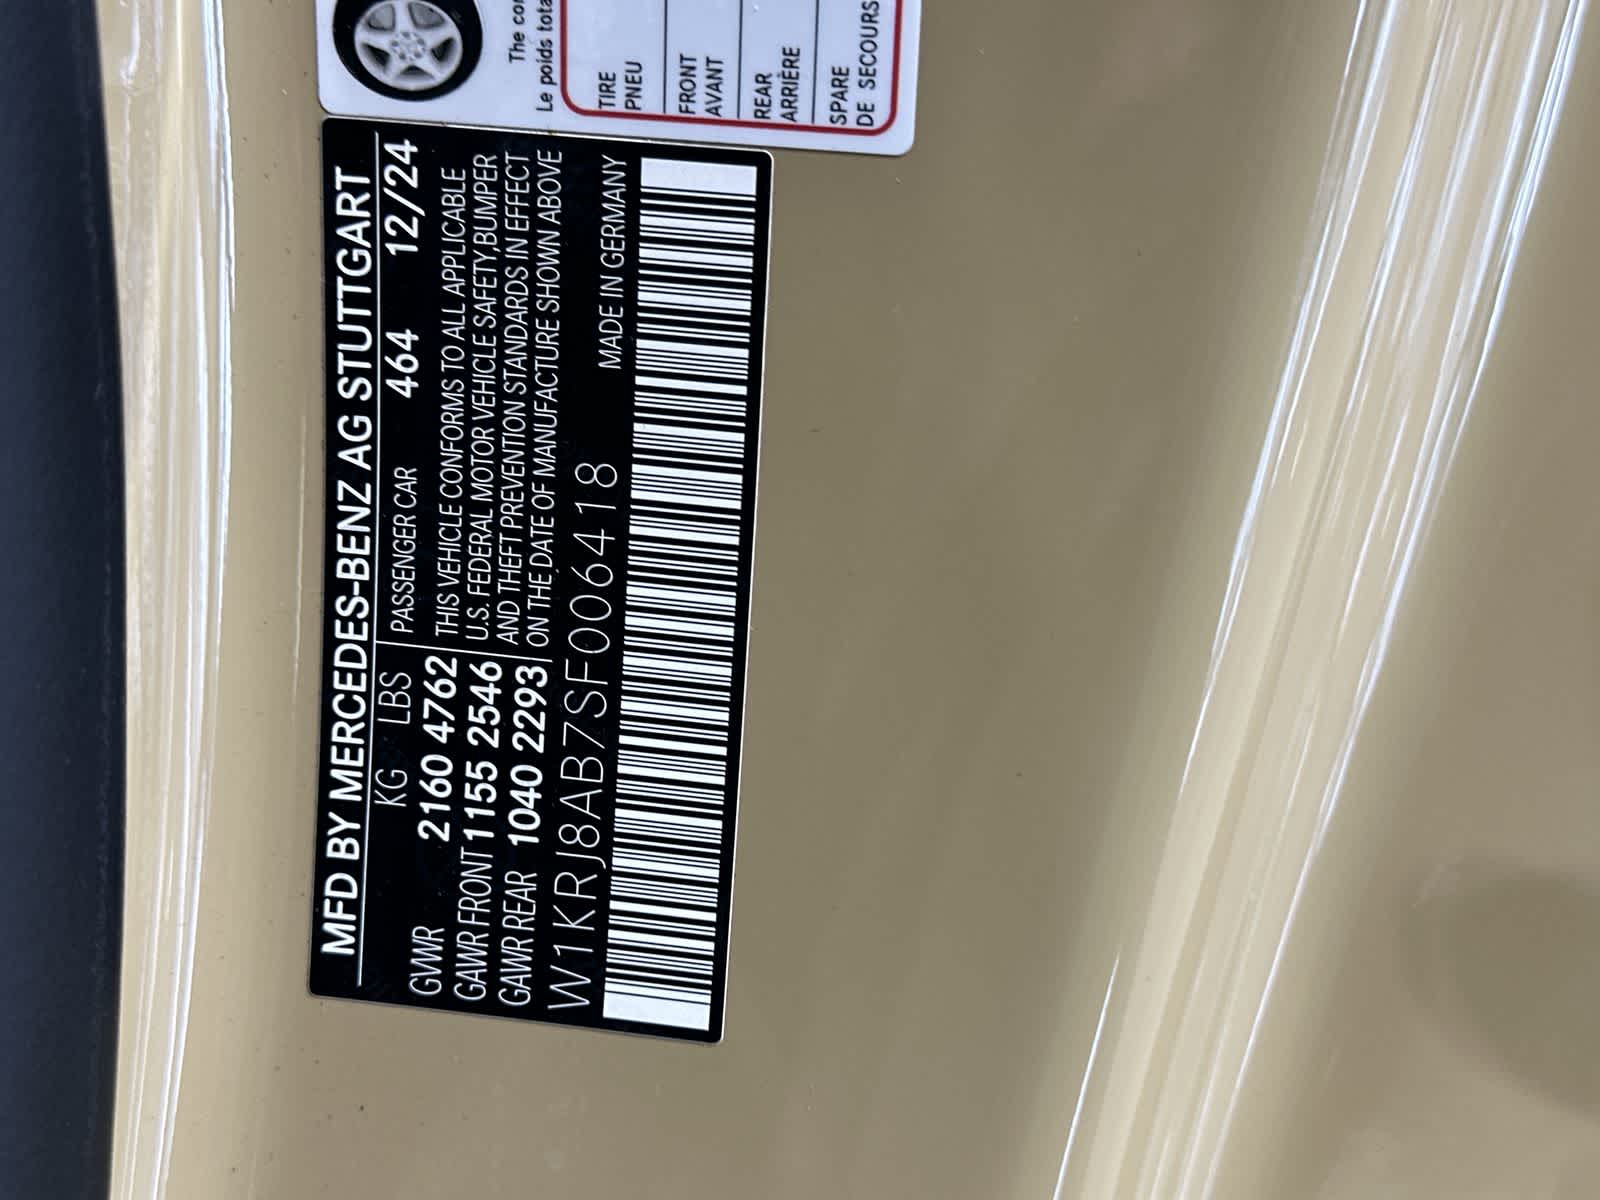 The
Le poids
TIRE
PNEU
FRONT
AVANT
REAR
ARRIÈRE
SPARE
DE SECOURS
MFD BY MERCEDES-BENZ AG STUTTGART
KG LBS PASSENGER CAR 464 12/24
GVWR 2160 4762
GAWR FRONT 1155 2546
GAWR REAR 1040 2293
THIS VEHICLE CONFORMS TO ALL APPLICABLE
U.S. FEDERAL MOTOR VEHICLE SAFETY,BUMPER
AND THEFT PREVENTION STANDARDS IN EFFECT
ON THE DATE OF MANUFACTURE SHOWN ABOVE
W1KRJ8AB7SF006418 MADE IN GERMANY